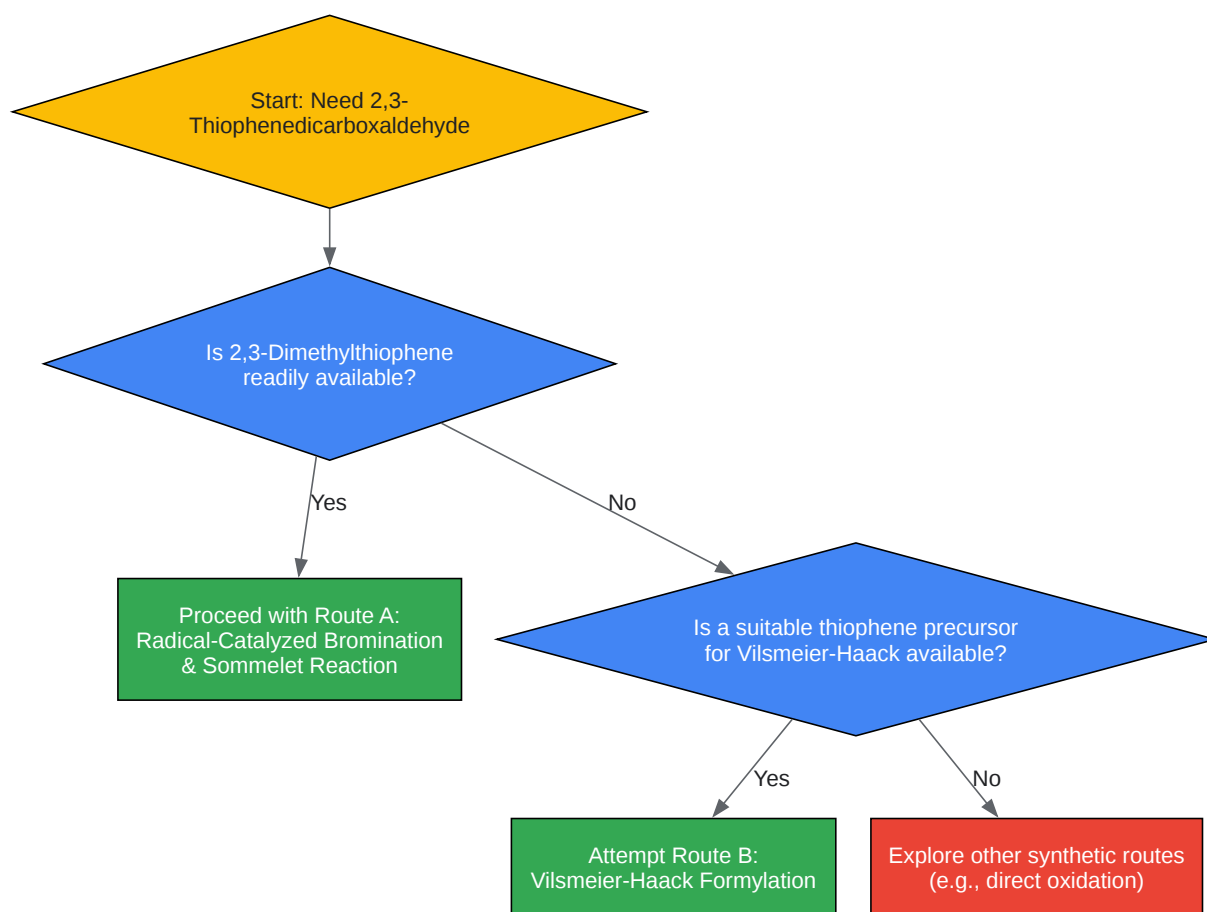 Start: Need 2,3-
Thiophenedicarboxaldehyde
Is 2,3-Dimethylthiophene
readily available?
Yes
No
Proceed with Route A:
Radical-Catalyzed Bromination
& Sommelet Reaction
Is a suitable thiophene precursor
for Vilsmeier-Haack available?
Yes
No
Attempt Route B:
Vilsmeier-Haack Formylation
Explore other synthetic routes
(e.g., direct oxidation)